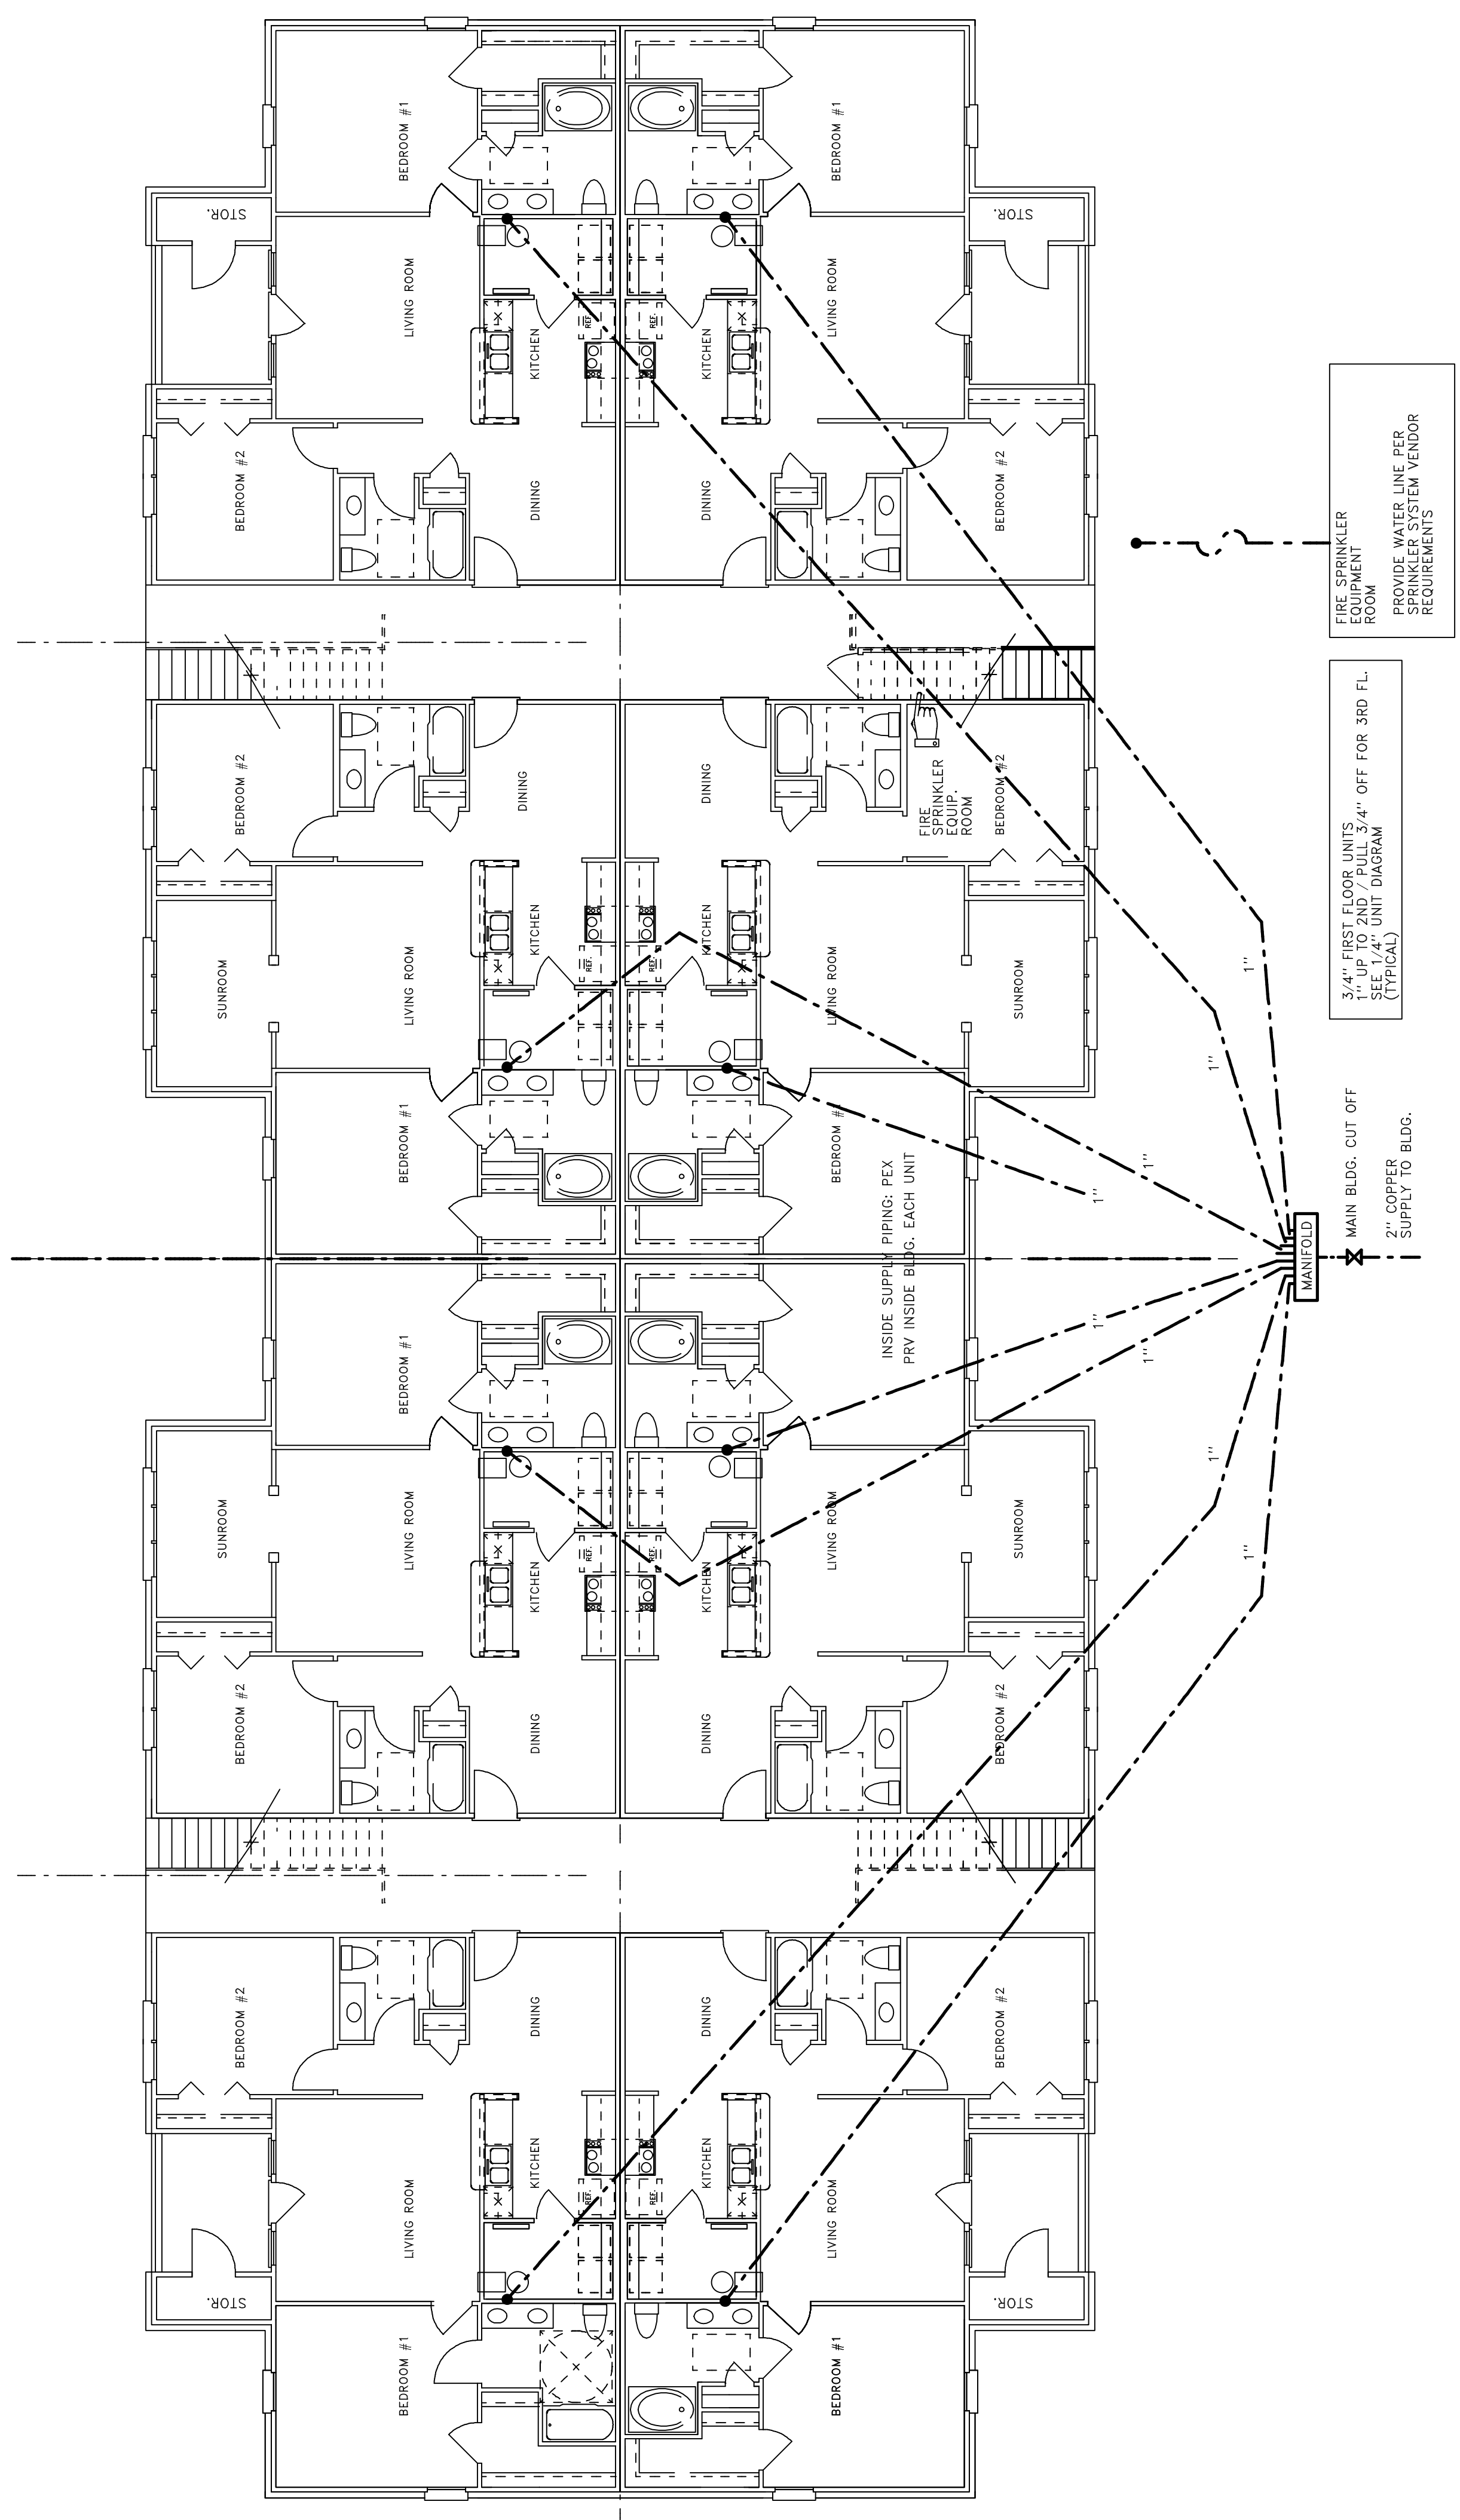 BEDROOM #1
BEDROOM #1
STOR.
STOR.
LIVING ROOM
KITCHEN
REF.
REF.
KITCHEN
LIVING ROOM
BEDROOM #2
DINING
DINING
BEDROOM #2
FIRE SPRINKLER
EQUIPMENT
ROOM
PROVIDE WATER LINE PER
SPRINKLER SYSTEM VENDOR
REQUIREMENTS
BEDROOM #2
DINING
DINING
FIRE
SPRINKLER
EQUIP.
ROOM
BEDROOM #2
3/4" FIRST FLOOR UNITS
1" UP TO 2ND / PULL 3/4" OFF FOR 3RD FL.
SEE 1/4" UNIT DIAGRAM
(TYPICAL)
SUNROOM
LIVING ROOM
KITCHEN
REF.
REF.
KITCHEN
LIVING ROOM
SUNROOM
1"
1"
BEDROOM #1
BEDROOM #1
1"
1"
INSIDE SUPPLY PIPING: PEX
PRV INSIDE BLDG. EACH UNIT
MANIFOLD
MAIN BLDG. CUT OFF
2" COPPER
SUPPLY TO BLDG.
BEDROOM #1
1"
1"
1"
1"
SUNROOM
LIVING ROOM
KITCHEN
REF.
REF.
KITCHEN
LIVING ROOM
SUNROOM
BEDROOM #2
DINING
DINING
BEDROOM #2
BEDROOM #2
DINING
DINING
BEDROOM #2
LIVING ROOM
KITCHEN
REF.
REF.
KITCHEN
LIVING ROOM
STOR.
STOR.
BEDROOM #1
BEDROOM #1